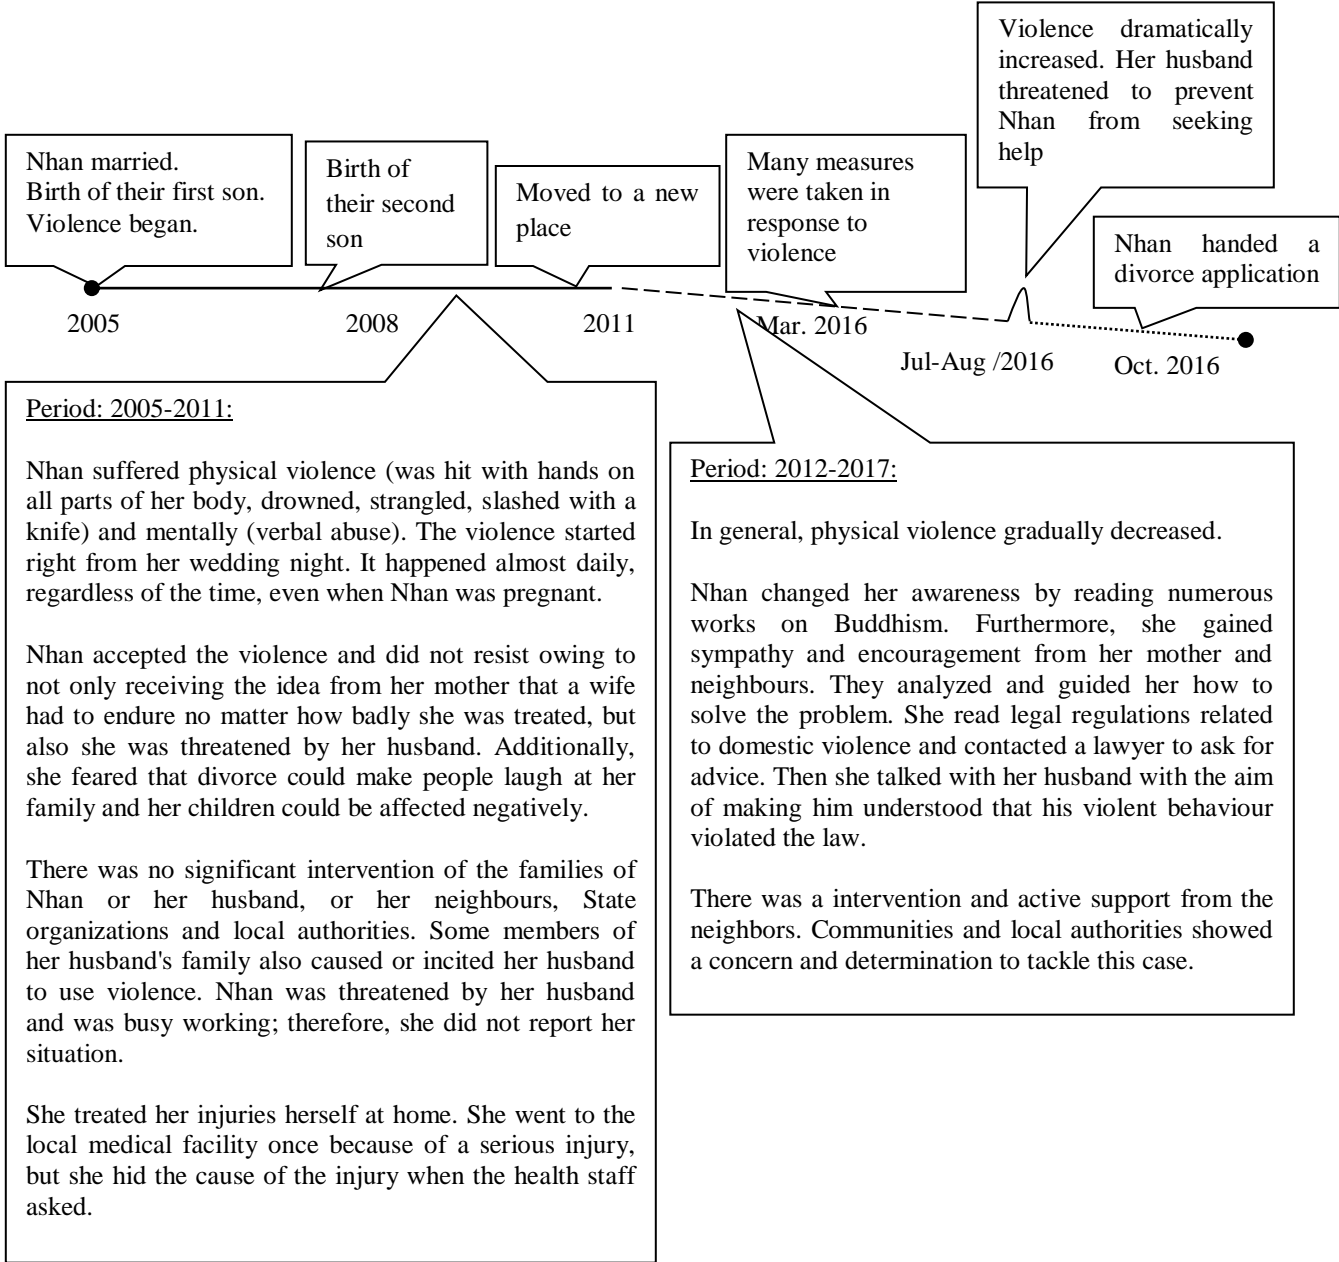 Violence dramatically
increased. Her husband
threatened to prevent
Nhan from seeking
help
Nhan married.
Birth of their first son.
Violence began.
Birth of
their second
son
Moved to a new
place
Many measures
were taken in
response to
violence
Nhan handed a
divorce application
2005
2008
2011
Mar. 2016
Jul-Aug /2016
Oct. 2016
Period: 2005-2011:
Nhan suffered physical violence (was hit with hands on
all parts of her body, drowned, strangled, slashed with a
knife) and mentally (verbal abuse). The violence started
right from her wedding night. It happened almost daily,
regardless of the time, even when Nhan was pregnant.
Nhan accepted the violence and did not resist owing to
not only receiving the idea from her mother that a wife
had to endure no matter how badly she was treated, but
also she was threatened by her husband. Additionally,
she feared that divorce could make people laugh at her
family and her children could be affected negatively.
There was no significant intervention of the families of
Nhan or her husband, or her neighbours, State
organizations and local authorities. Some members of
her husband's family also caused or incited her husband
to use violence. Nhan was threatened by her husband
and was busy working; therefore, she did not report her
situation.
She treated her injuries herself at home. She went to the
local medical facility once because of a serious injury,
but she hid the cause of the injury when the health staff
asked.
Period: 2012-2017:
In general, physical violence gradually decreased.
Nhan changed her awareness by reading numerous
works on Buddhism. Furthermore, she gained
sympathy and encouragement from her mother and
neighbours. They analyzed and guided her how to
solve the problem. She read legal regulations related
to domestic violence and contacted a lawyer to ask for
advice. Then she talked with her husband with the aim
of making him understood that his violent behaviour
violated the law.
There was a intervention and active support from the
neighbors. Communities and local authorities showed
a concern and determination to tackle this case.